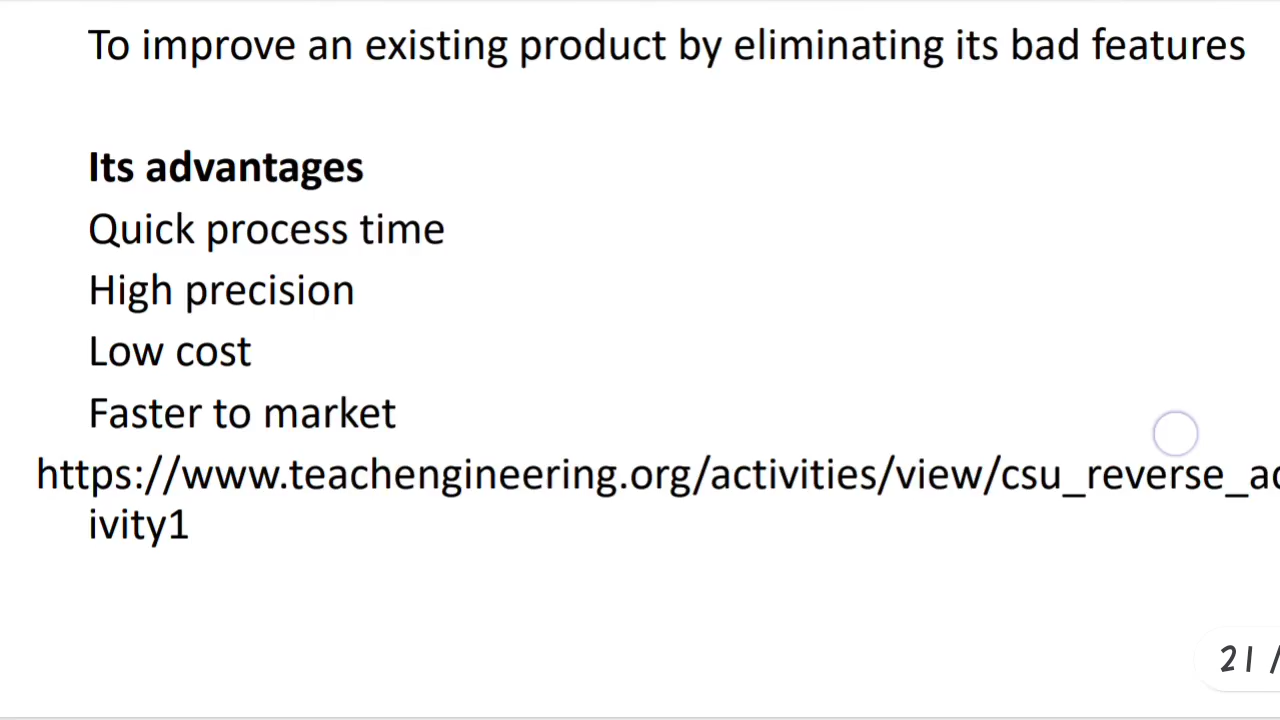 To improve an existing product by eliminating its bad features
Its advantages
Quick process time
High precision
Low cost
Faster to market
https://www.teachengineering.org/activities/view/csu_reverse_ac
ivity1
21 /